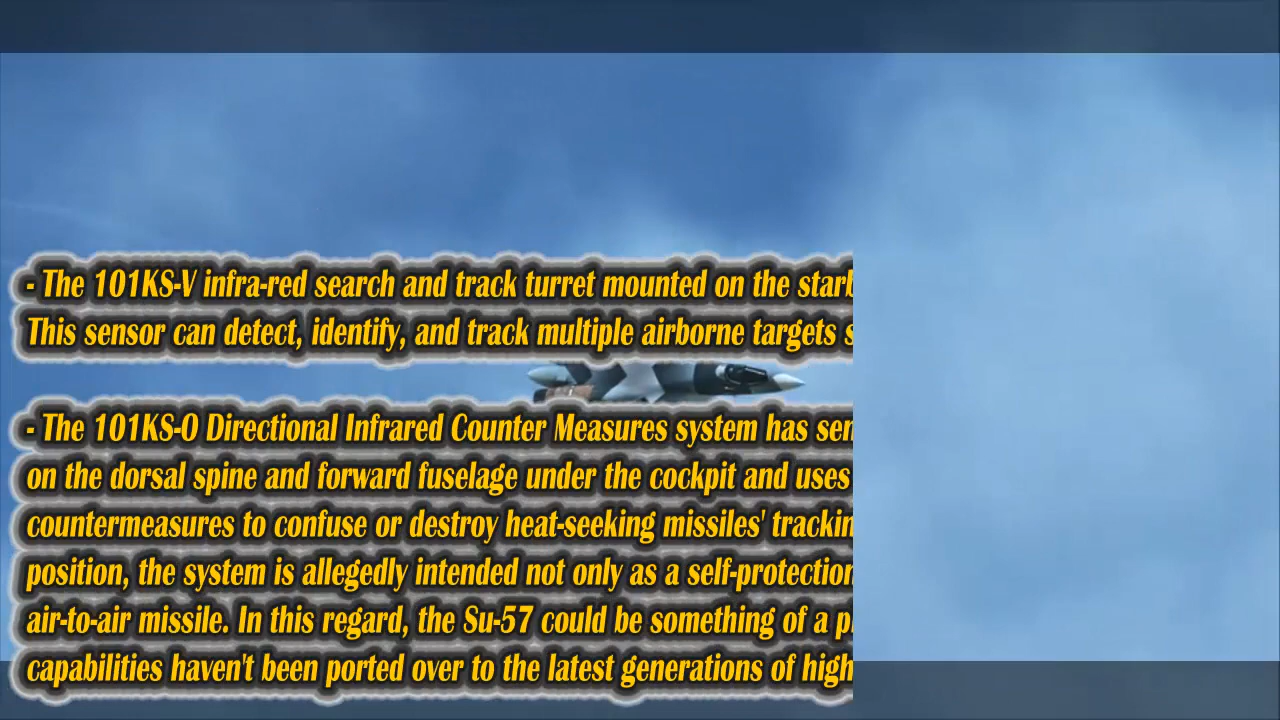 - The 101KS-V infra-red search and track turret mounted on the
This sensor can detect, identify, and track multiple airborne targets
- The 101KS-O Directional Infrared Counter Measures system has
on the dorsal spine and forward fuselage under the cockpit and uses
countermeasures to confuse or destroy heat-seeking missiles'
position, the system is allegedly intended not only as a self-protection
air-to-air missile. In this regard, the Su-57 could be something of a
capabilities haven't been ported over to the latest generations of